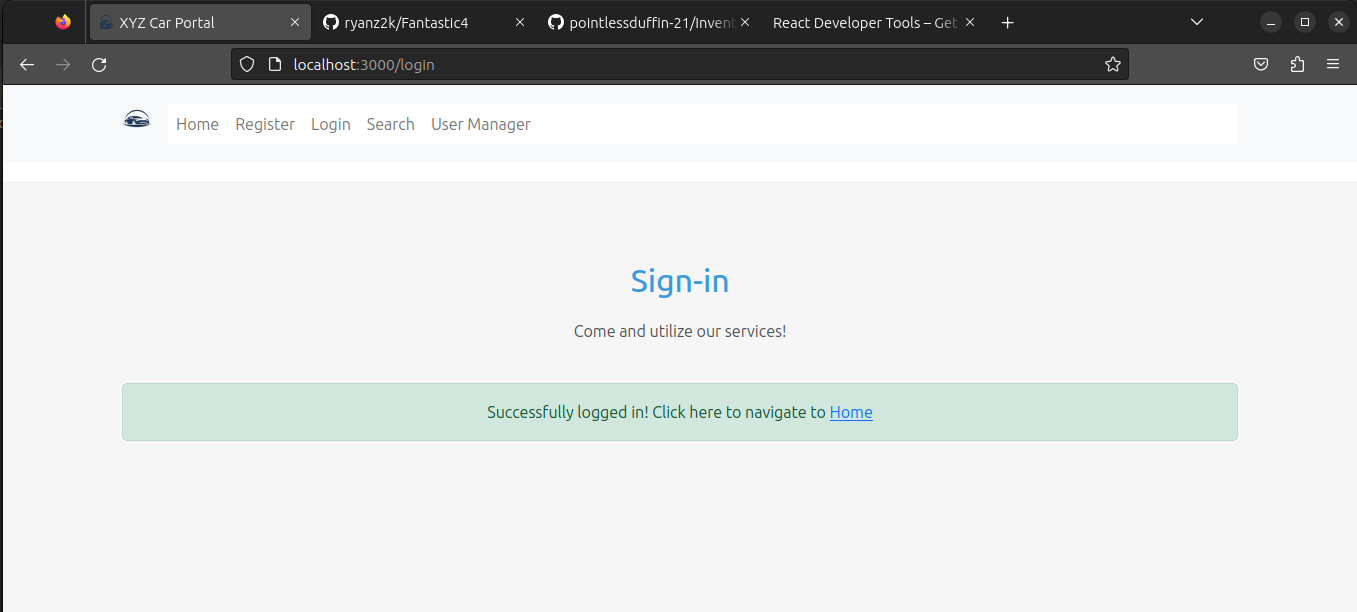 XYZ Car Portal
ryanz2k/Fantastic4
pointlessduffin-21/Invent
React Developer Tools – Get
localhost:3000/login
Home Register Login Search User Manager
Sign-in
Come and utilize our services!
Successfully logged in! Click here to navigate to Home